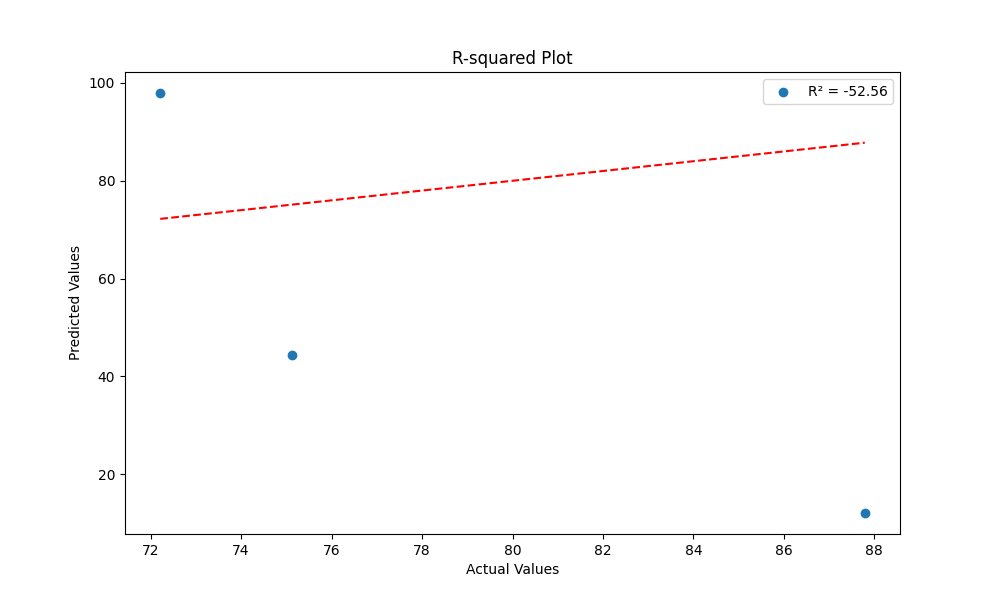 R-squared Plot
R² = -52.56
100
80
60
40
20
Predicted Values
72 74 76 78 80 82 84 86 88
Actual Values